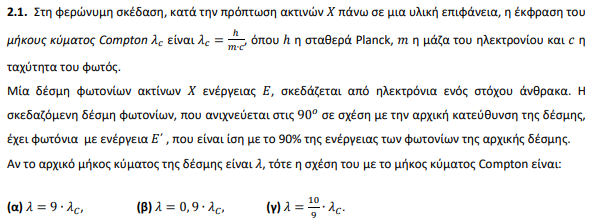 2.1. Στη φερώνυμη σκέδαση, κατά την πρόπτωση ακτινών Χ πάνω σε μια υλική επιφάνεια, η έκφραση του
μήκους κύματος Compton λ_c είναι λ_c = h/(m·c), όπου h η σταθερά Planck, m η μάζα του ηλεκτρονίου και c η
ταχύτητα του φωτός.
Μία δέσμη φωτονίων ακτίνων Χ ενέργειας E, σκεδάζεται από ηλεκτρόνια ενός στόχου άνθρακα. Η
σκεδαζόμενη δέσμη φωτονίων, που ανιχνεύεται στις 90° σε σχέση με την αρχική κατεύθυνση της δέσμης,
έχει φωτόνια με ενέργεια E′ , που είναι ίση με το 90% της ενέργειας των φωτονίων της αρχικής δέσμης.
Αν το αρχικό μήκος κύματος της δέσμης είναι λ, τότε η σχέση του με το μήκος κύματος Compton είναι:
(α) λ = 9 · λ_C, (β) λ = 0,9 · λ_C, (γ) λ = 10/9 · λ_C.